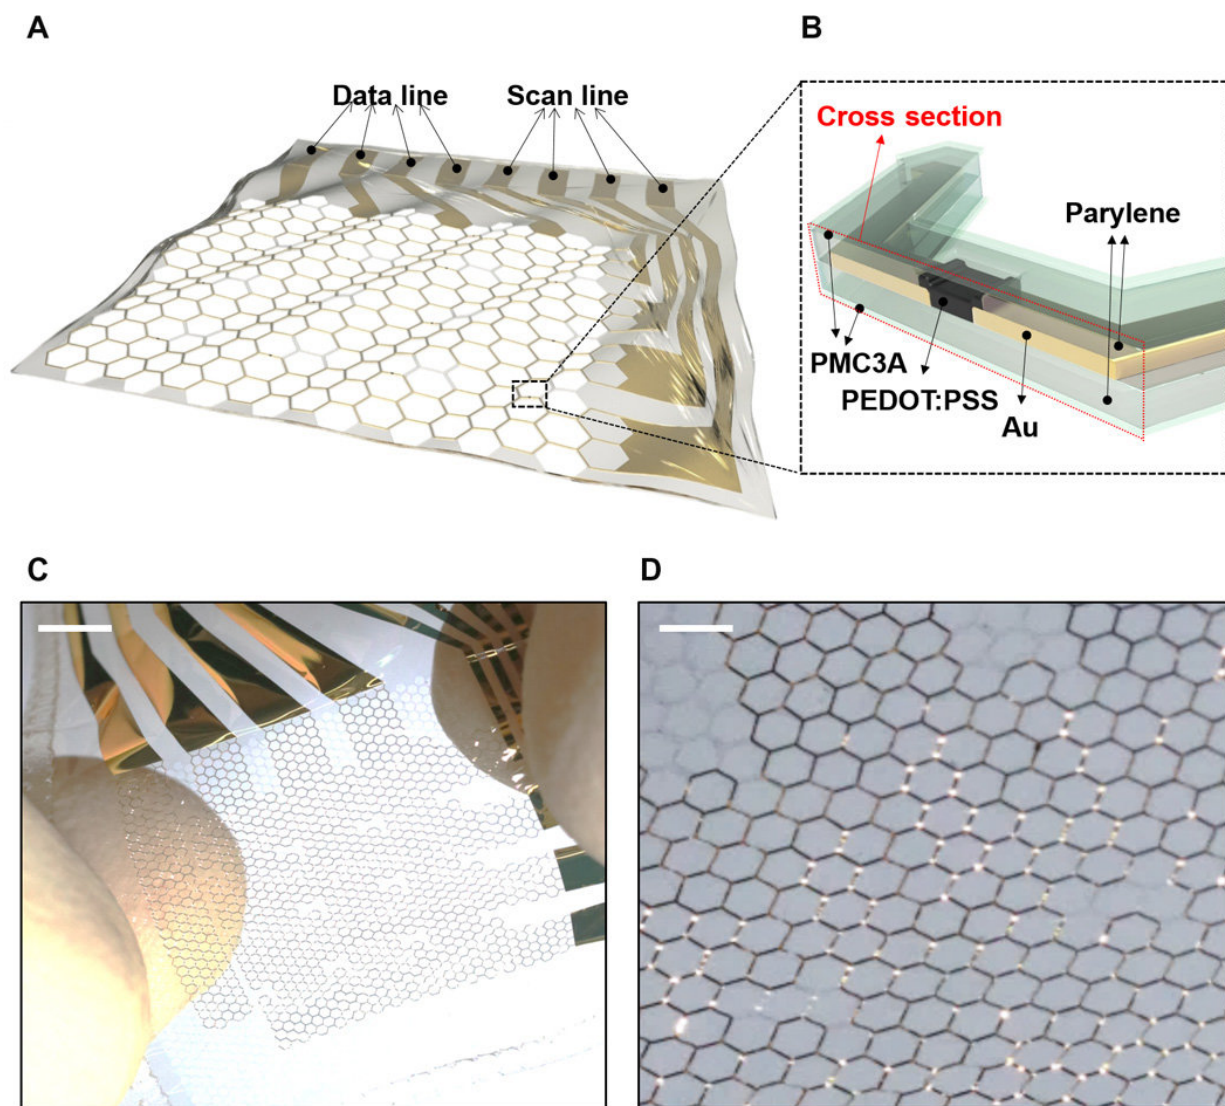 A
B
Data line
Scan line
Cross section
Parylene
PMC3A
PEDOT:PSS
Au
C
D